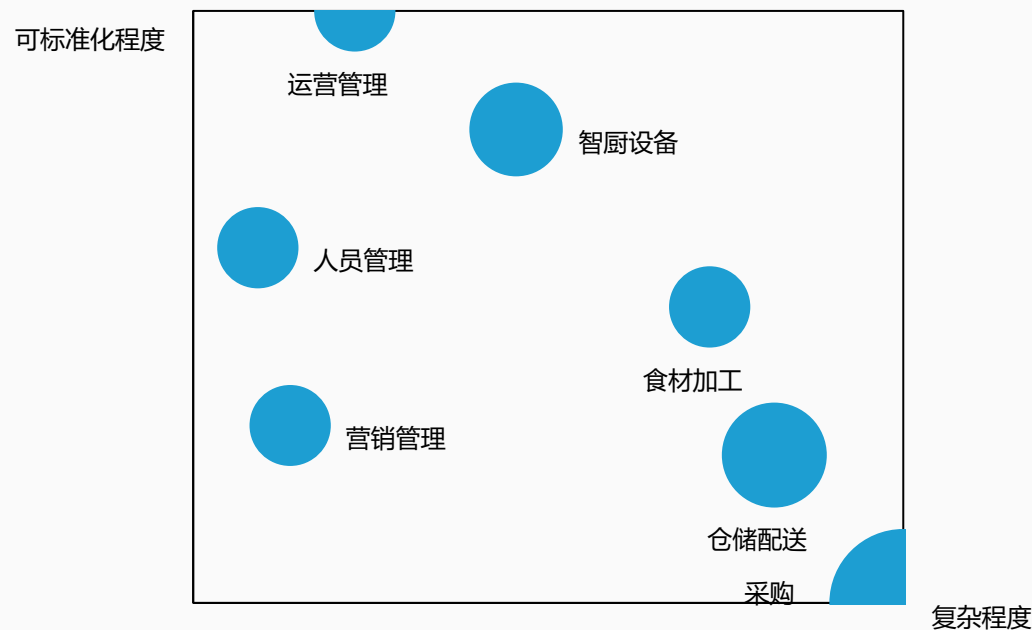 可标准化程度
运营管理
智厨设备
人员管理
食材加工
营销管理
仓储配送
采购
复杂程度